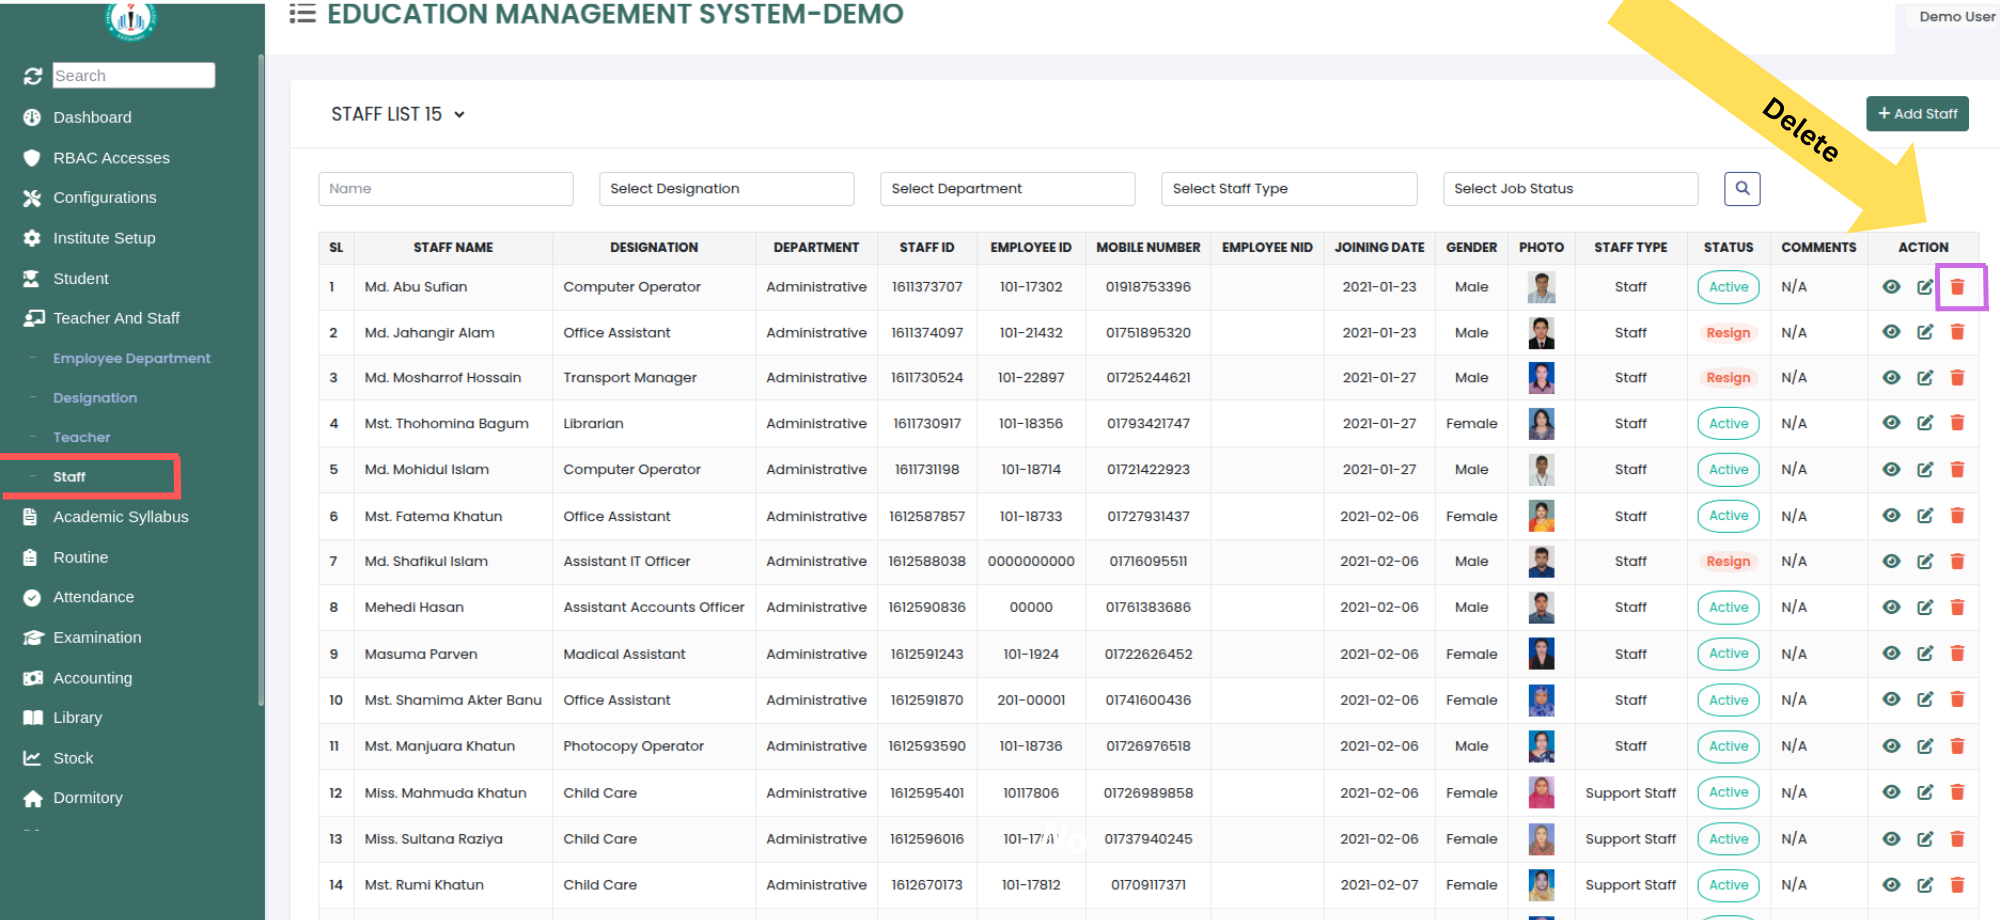 EDUCATION MANAGEMENT SYSTEM-DEMO
Demo User
Search
Dashboard
RBAC Accesses
Configurations
Institute Setup
Student
Teacher And Staff
Employee Department
Designation
Teacher
Staff
Academic Syllabus
Routine
Attendance
Examination
Accounting
Library
Stock
Dormitory
STAFF LIST 15
Delete
+ Add Staff
Name Select Designation Select Department Select Staff Type Select Job Status
SL STAFF NAME DESIGNATION DEPARTMENT STAFF ID EMPLOYEE ID MOBILE NUMBER EMPLOYEE NID JOINING DATE GENDER PHOTO STAFF TYPE STATUS COMMENTS ACTION
1 Md. Abu Sufian Computer Operator Administrative 1611373707 101-17302 01918753396 2021-01-23 Male Staff Active N/A
2 Md. Jahangir Alam Office Assistant Administrative 1611374097 101-21432 01751895320 2021-01-23 Male Staff Resign N/A
3 Md. Mosharrof Hossain Transport Manager Administrative 1611730524 101-22897 01725244621 2021-01-27 Male Staff Resign N/A
4 Mst. Thohomina Bagum Librarian Administrative 1611730917 101-18356 01793421747 2021-01-27 Female Staff Active N/A
5 Md. Mohidul Islam Computer Operator Administrative 1611731198 101-18714 01721422923 2021-01-27 Male Staff Active N/A
6 Mst. Fatema Khatun Office Assistant Administrative 1612587857 101-18733 01727931437 2021-02-06 Female Staff Active N/A
7 Md. Shafikul Islam Assistant IT Officer Administrative 1612588038 0000000000 01716095511 2021-02-06 Male Staff Resign N/A
8 Mehedi Hasan Assistant Accounts Officer Administrative 1612590836 00000 01761383686 2021-02-06 Male Staff Active N/A
9 Masuma Parven Madical Assistant Administrative 1612591243 101-1924 01722626452 2021-02-06 Female Staff Active N/A
10 Mst. Shamima Akter Banu Office Assistant Administrative 1612591870 201-00001 01741600436 2021-02-06 Female Staff Active N/A
11 Mst. Manjuara Khatun Photocopy Operator Administrative 1612593590 101-18736 01726976518 2021-02-06 Male Staff Active N/A
12 Miss. Mahmuda Khatun Child Care Administrative 1612595401 10117806 01726989858 2021-02-06 Female Support Staff Active N/A
13 Miss. Sultana Raziya Child Care Administrative 1612596016 01737940245 2021-02-06 Female Support Staff Active N/A
14 Mst. Rumi Khatun Child Care Administrative 1612670173 101-17812 01709117371 2021-02-07 Female Support Staff Active N/A